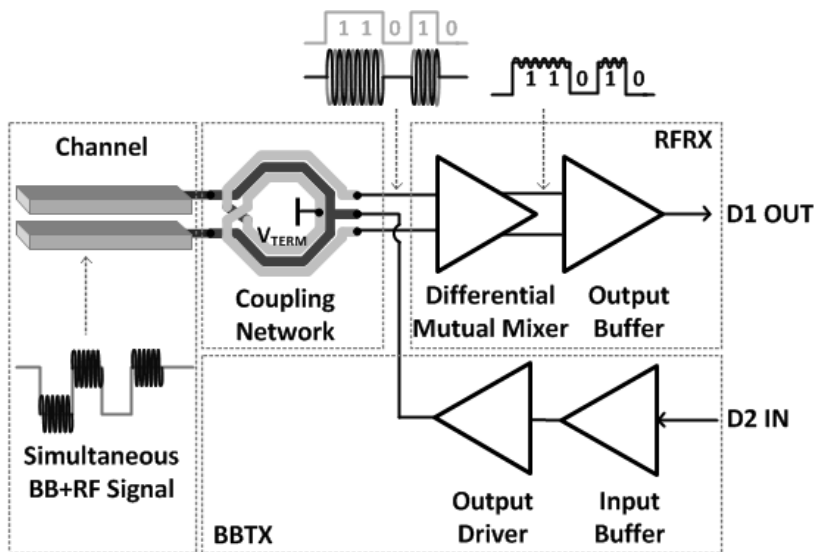 1 1 0 1 0
1 1 0 1 0
Channel
RFRX
V_TERM
D1 OUT
Coupling
Network
Differential
Mutual Mixer
Output
Buffer
Simultaneous
BB+RF Signal
D2 IN
Output
Driver
Input
Buffer
BBTX